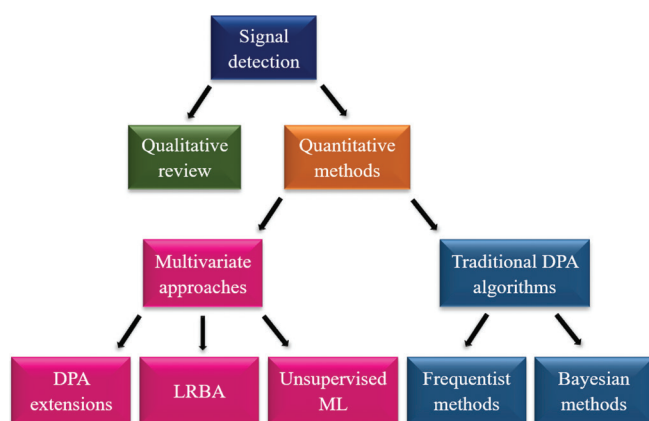 Signal
detection
Qualitative
review
Quantitative
methods
Multivariate
approaches
Traditional DPA
algorithms
DPA
extensions
LRBA
Unsupervised
ML
Frequentist
methods
Bayesian
methods